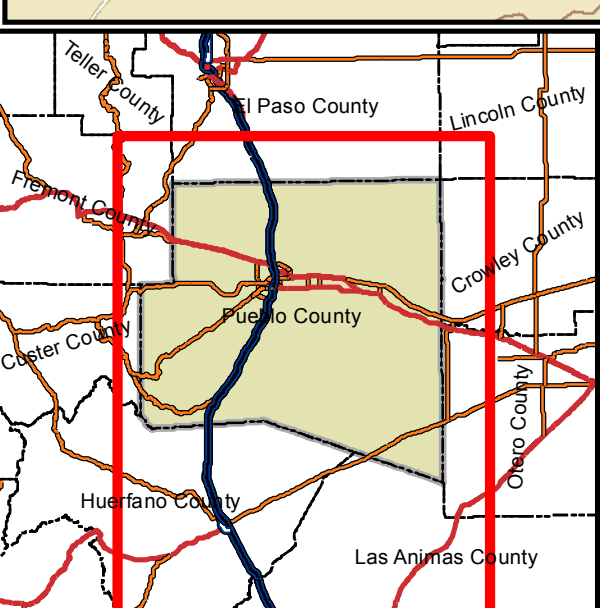 Teller County
El Paso County
Lincoln County
Fremont County
Crowley County
Pueblo County
Custer County
Otero County
Huerfano County
Las Animas County